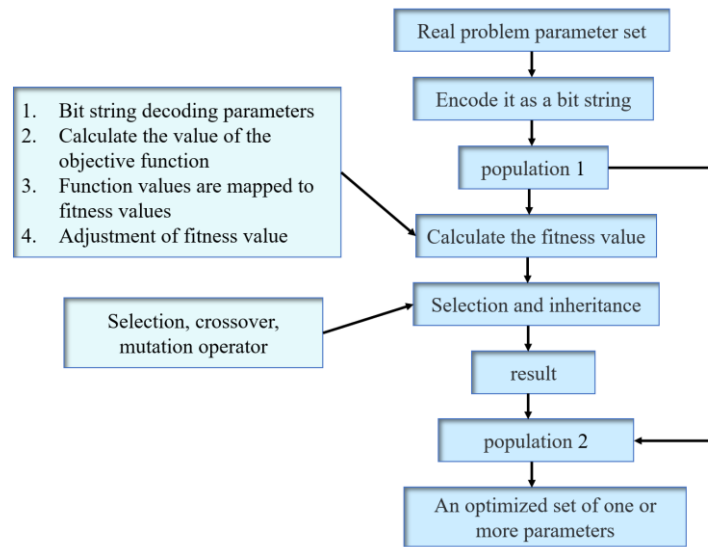 Real problem parameter set
Encode it as a bit string
population 1
1. Bit string decoding parameters
2. Calculate the value of the
objective function
3. Function values are mapped to
fitness values
4. Adjustment of fitness value
Calculate the fitness value
Selection and inheritance
Selection, crossover,
mutation operator
result
population 2
An optimized set of one or
more parameters